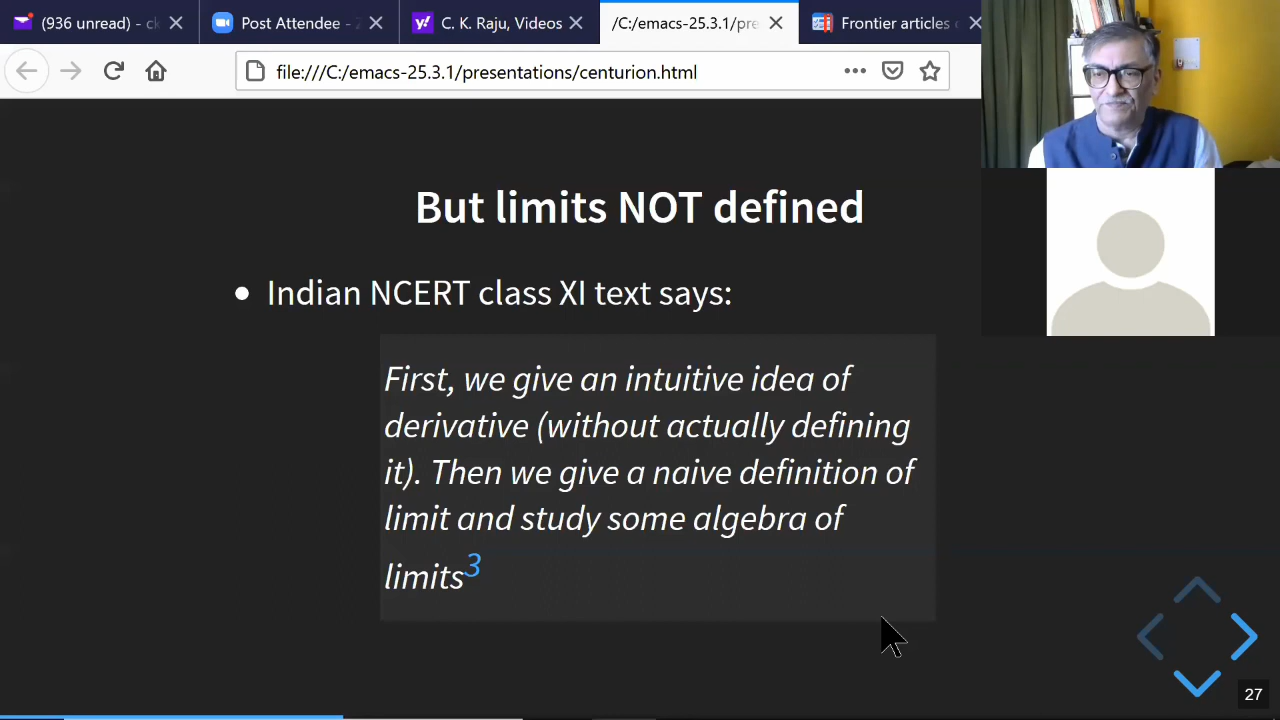 (936 unread) - ck
Post Attendee - Z
C. K. Raju, Videos
/C:/emacs-25.3.1/pre
Frontier articles
file:///C:/emacs-25.3.1/presentations/centurion.html
But limits NOT defined
• Indian NCERT class XI text says:
First, we give an intuitive idea of
derivative (without actually defining
it). Then we give a naive definition of
limit and study some algebra of
limits3
27